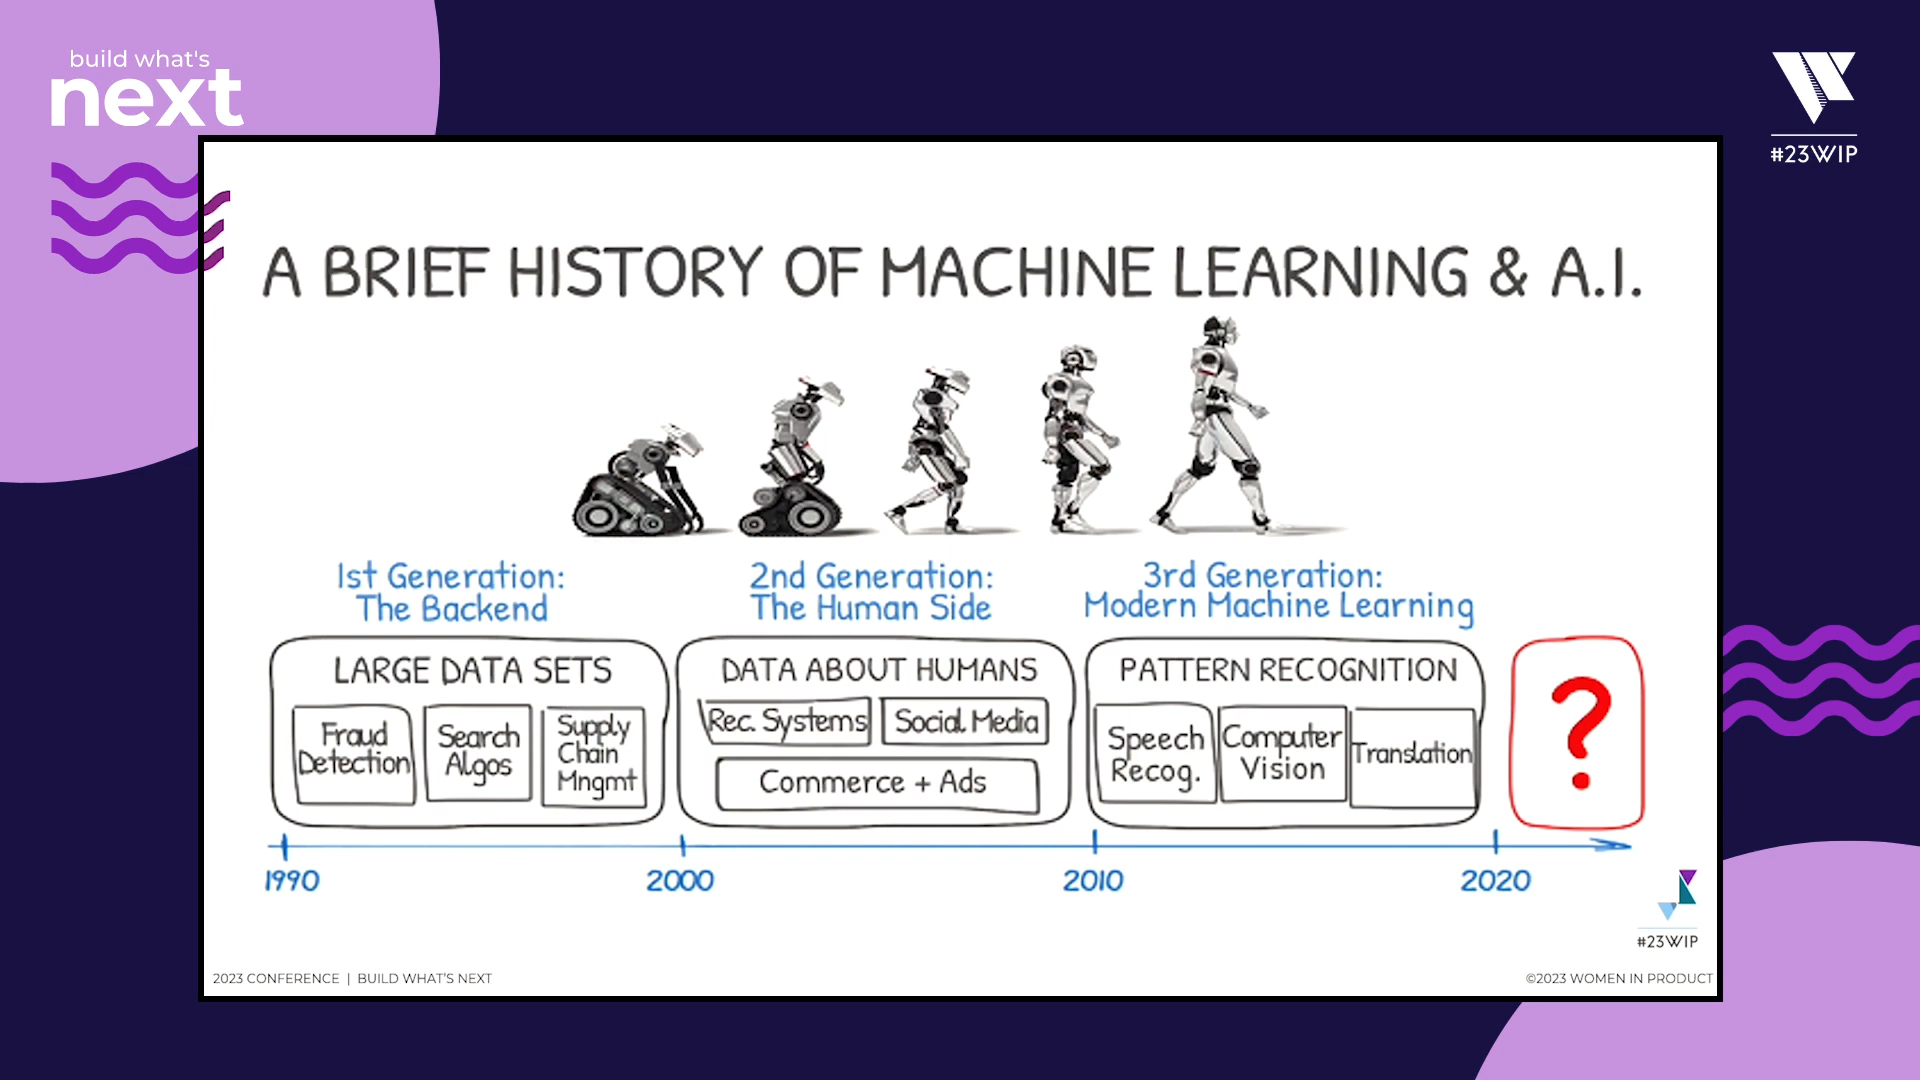 build what's
next
#23WIP
A BRIEF HISTORY OF MACHINE LEARNING & A.I.
1st Generation:
The Backend
2nd Generation:
The Human Side
3rd Generation:
Modern Machine Learning
LARGE DATA SETS
Fraud
Detection
Search
Algos
Supply
Chain
Mngmt
DATA ABOUT HUMANS
Rec. Systems
Social Media
Commerce + Ads
PATTERN RECOGNITION
Speech
Recog.
Computer
Vision
Translation
?
1990
2000
2010
2020
#23WIP
2023 CONFERENCE | BUILD WHAT'S NEXT
©2023 WOMEN IN PRODUCT